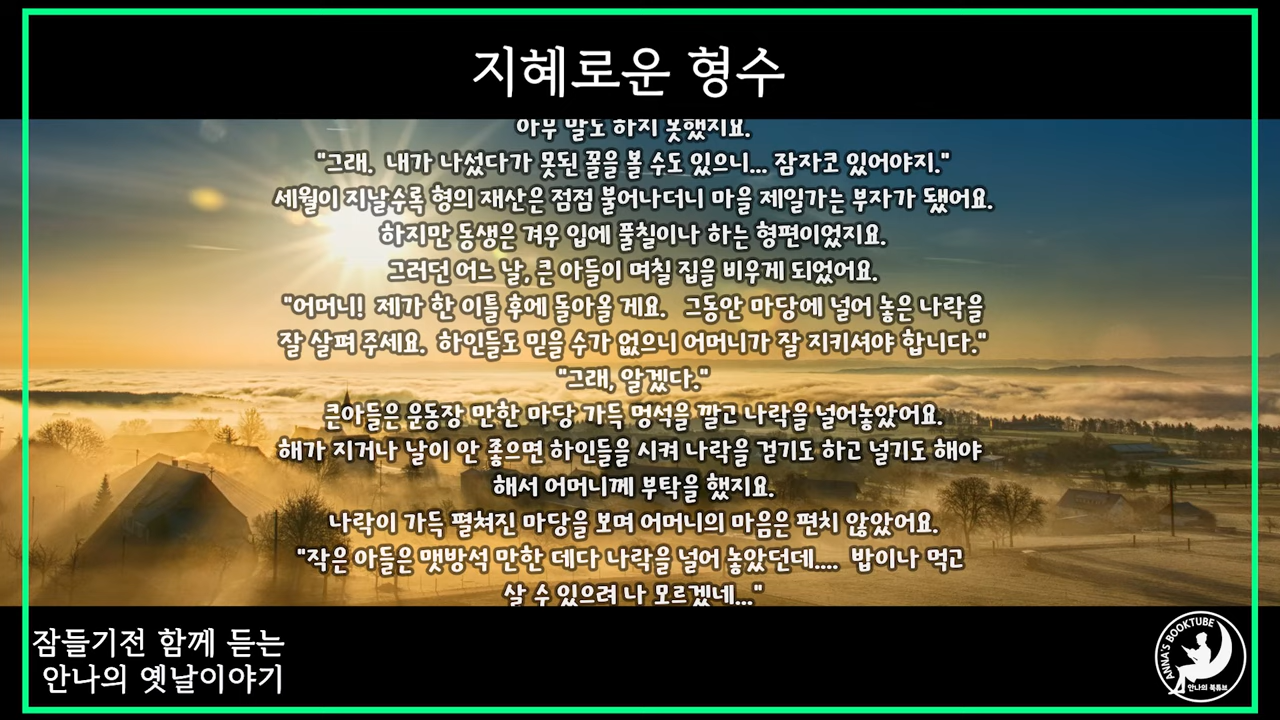 지혜로운 형수
아무 말도 하지 못했지요.
"그래.  내가 나섰다가 못된 꼴을 볼 수도 있으니... 잠자코 있어야지."
세월이 지날수록 형의 재산은 점점 불어나더니 마을 제일가는 부자가 됐어요.
하지만 동생은 겨우 입에 풀칠이나 하는 형편이었지요.
그러던 어느 날, 큰 아들이 며칠 집을 비우게 되었어요.
"어머니!  제가 한 이틀 후에 돌아올 게요.   그동안 마당에 널어 놓은 나락을
잘 살펴 주세요.  하인들도 믿을 수가 없으니 어머니가 잘 지키셔야 합니다."
"그래, 알겠다."
큰아들은 운동장 만한 마당 가득 멍석을 깔고 나락을 널어놓았어요.
해가 지거나 날이 안 좋으면 하인들을 시켜 나락을 걷기도 하고 널기도 해야
해서 어머니께 부탁을 했지요.
나락이 가득 펼쳐진 마당을 보며 어머니의 마음은 편치 않았어요.
"작은 아들은 맷방석 만한 데다 나락을 널어 놓았던데....  밥이나 먹고
살 수 있으려 나 모르겠네..."
잠들기전 함께 듣는
안나의 옛날이야기
ANNA'S BOOKTUBE
안나의 북튜브